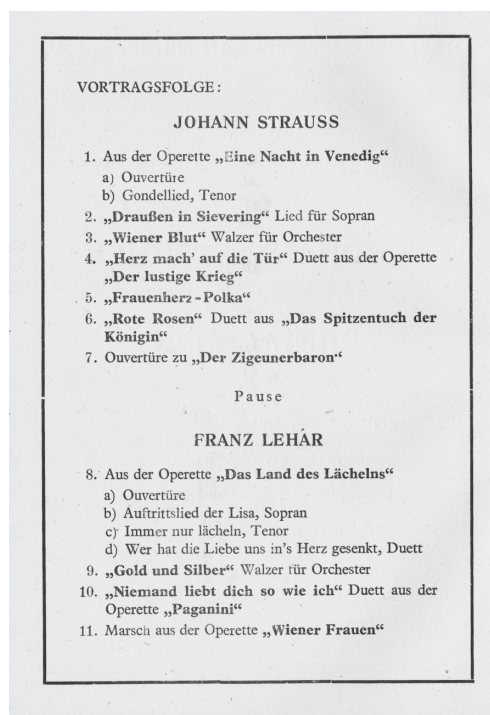 VORTRAGSFOLGE:
JOHANN STRAUSS
1. Aus der Operette „Eine Nacht in Venedig“
a) Ouvertüre
b) Gondellied, Tenor
2. „Draußen in Sievering“ Lied für Sopran
3. „Wiener Blut“ Walzer für Orchester
4. „Herz mach' auf die Tür“ Duett aus der Operette
„Der lustige Krieg“
5. „Frauenherz-Polka“
6. „Rote Rosen“ Duett aus „Das Spitzentuch der
Königin“
7. Ouvertüre zu „Der Zigeunerbaron“
Pause
FRANZ LEHÁR
8. Aus der Operette „Das Land des Lächelns“
a) Ouvertüre
b) Auftrittslied der Lisa, Sopran
c) Immer nur lächeln, Tenor
d) Wer hat die Liebe uns in's Herz gesenkt, Duett
9. „Gold und Silber“ Walzer für Orchester
10. „Niemand liebt dich so wie ich“ Duett aus der
Operette „Paganini“
11. Marsch aus der Operette „Wiener Frauen“